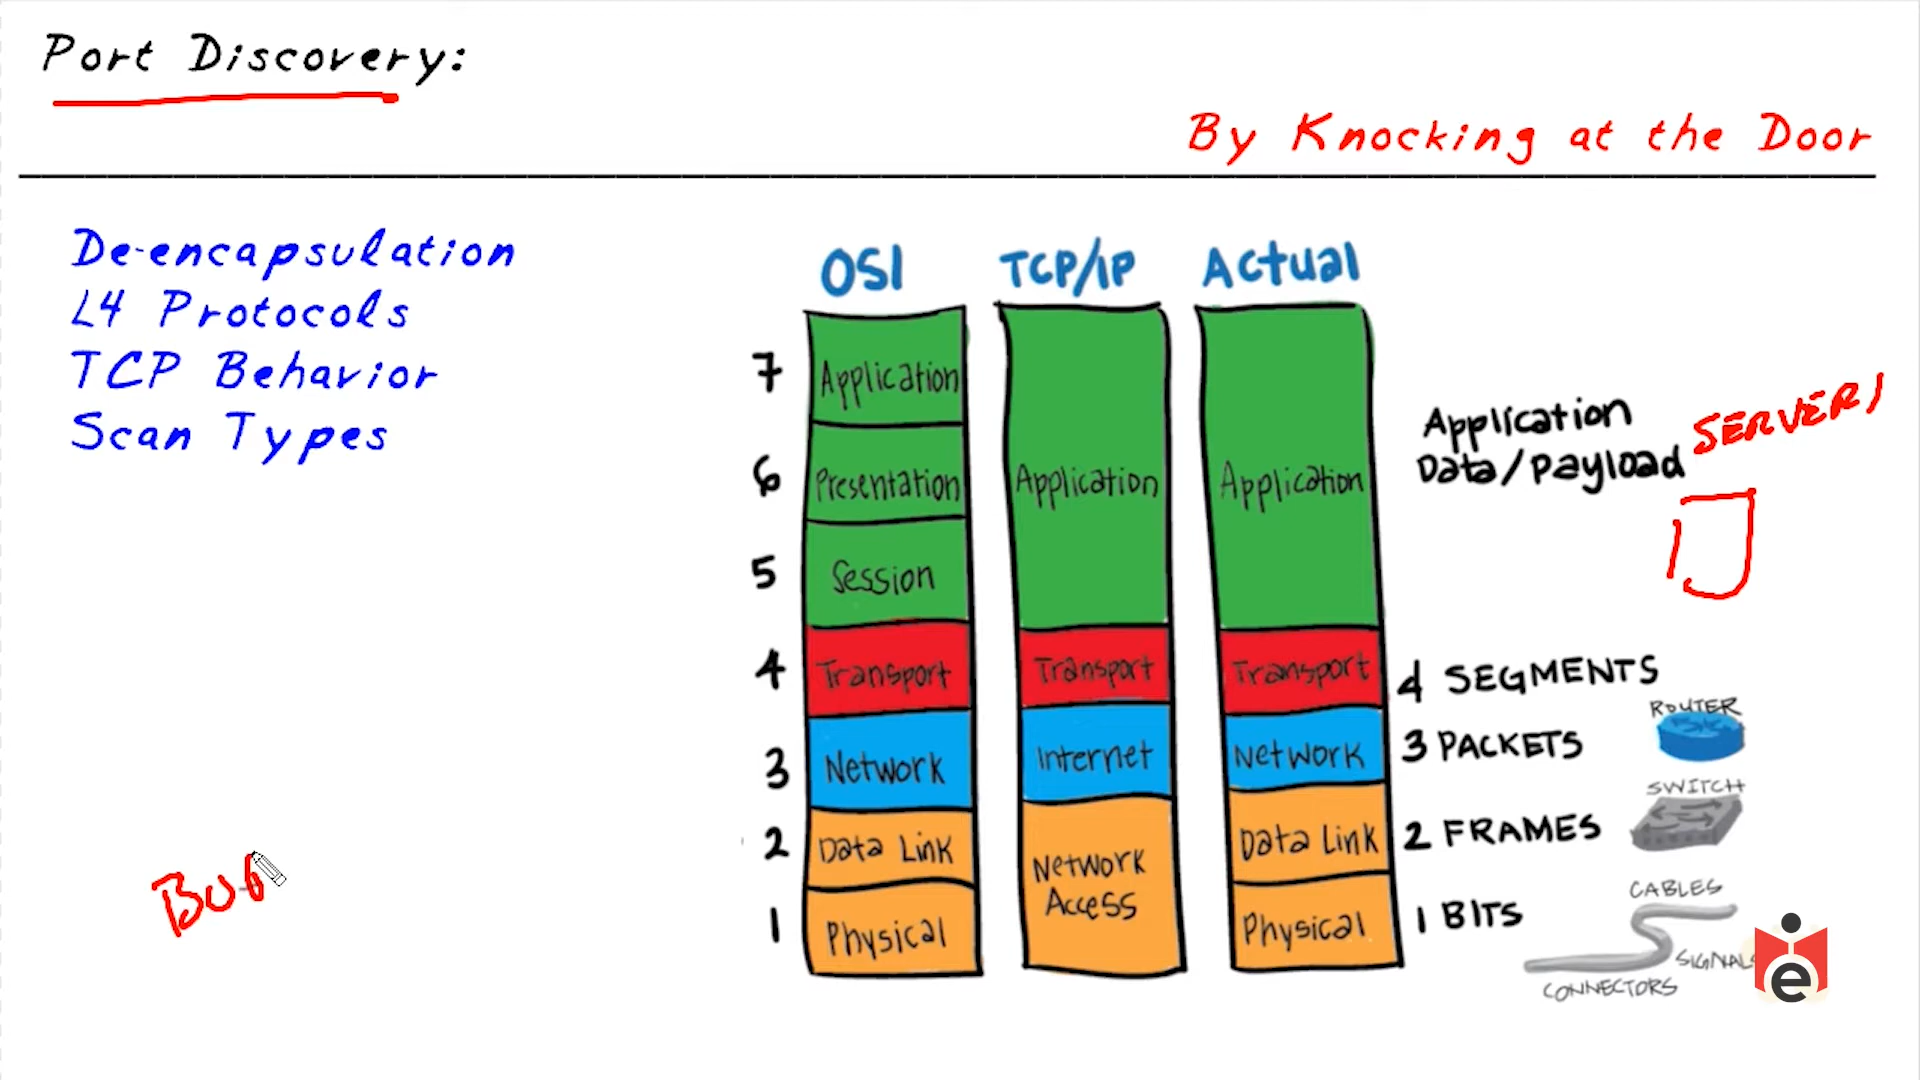 Port Discovery:
By Knocking at the Door
De-encapsulation
L4 Protocols
TCP Behavior
Scan Types
OSI TCP/IP Actual
7 Application
6 Presentation Application Application
5 Session
4 Transport Transport Transport 4 SEGMENTS
3 Network Internet Network 3 PACKETS
2 Data Link Data Link 2 FRAMES
Network
Access
1 Physical Physical 1 BITS
Application
Data/Payload
SERVER1
ROUTER
SWITCH
CABLES
SIGNALS
CONNECTORS
e